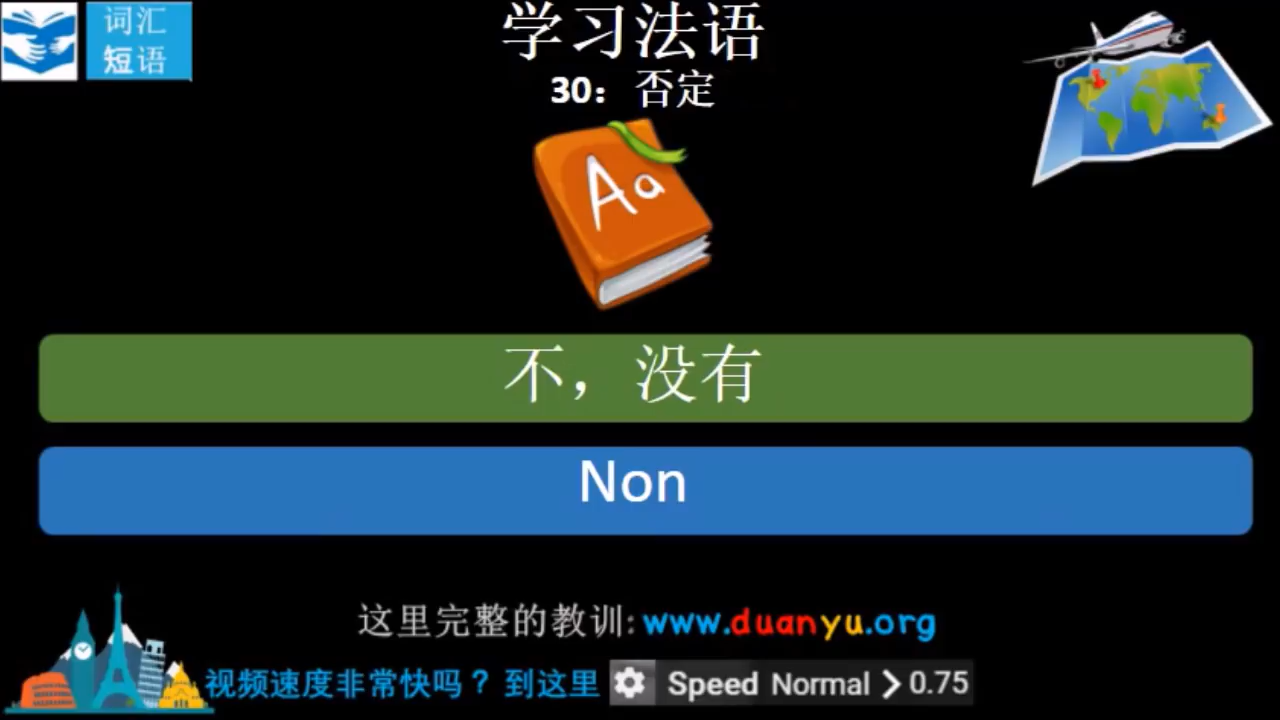 词汇
短语
学习法语
30：否定
Aa
不，没有
Non
这里完整的教训: www.duanyu.org
视频速度非常快吗？ 到这里 Speed Normal > 0.75